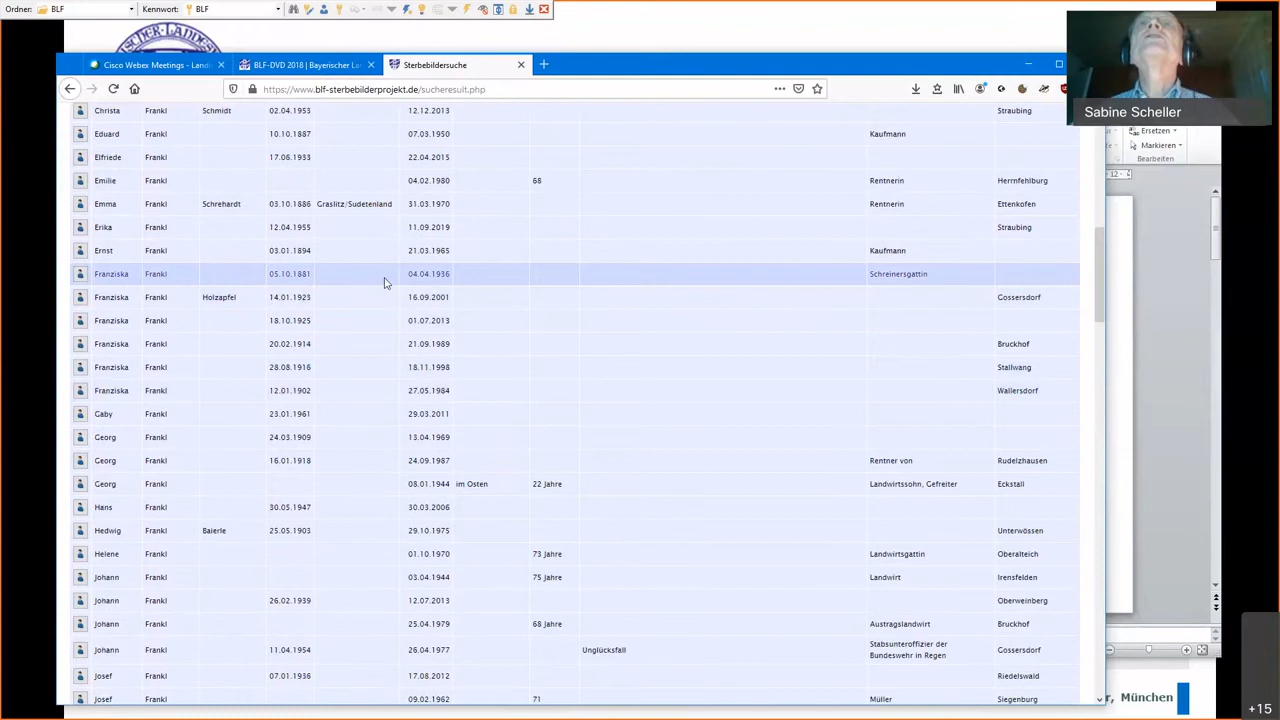 Ordner: BLF Kennwort: BLF
Cisco Webex Meetings - Landi
BLF-DVD 2018 | Bayerischer La
Sterbebildersuche
https://www.blf-sterbebilderprojekt.de/sucheresult.php
Sabine Scheller
Ersetzen
Markieren
Bearbeiten
12
Christa Frankl Schmidt 02.04.1953 12.12.2013 Straubing
Eduard Frankl 10.10.1887 07.03.1950 Kaufmann
Elfriede Frankl 17.06.1933 22.04.2015
Emilie Frankl 02.02.1980 68 Rentnerin Herrnfehlburg
Emma Frankl Schrehardt 03.10.1886 Graslitz/Sudetenland 31.03.1970 Rentnerin Ettenkofen
Erika Frankl 12.04.1955 11.09.2019 Straubing
Ernst Frankl 03.01.1894 21.03.1965 Kaufmann
Franziska Frankl 05.10.1881 04.04.1936 Schreinersgattin
Franziska Frankl Holzapfel 14.01.1923 16.09.2001 Gossersdorf
Franziska Frankl 18.10.1925 01.07.2013
Franziska Frankl 20.02.1914 21.09.1989 Bruckhof
Franziska Frankl 28.08.1916 18.11.1998 Stallwang
Franziska Frankl 12.01.1902 27.05.1984 Wallersdorf
Gaby Frankl 23.01.1961 29.03.2011
Georg Frankl 24.03.1909 13.04.1969
Georg Frankl 16.01.1918 24.09.1987 Rentner von Rudelzhausen
Georg Frankl 08.01.1944 im Osten 22 Jahre Landwirtssohn, Gefreiter Eckstall
Hans Frankl 30.05.1947 30.03.2006
Hedwig Frankl Baierle 25.05.1903 29.10.1975 Unterwössen
Helene Frankl 01.10.1970 73 Jahre Landwirtsgattin Oberalteich
Johann Frankl 03.04.1944 75 Jahre Landwirt Irensfelden
Johann Frankl 26.02.1939 12.07.2013 Oberweinberg
Johann Frankl 25.04.1979 68 Jahre Austragslandwirt Bruckhof
Johann Frankl 11.04.1954 26.04.1977 Unglücksfall Stabsunteroffizier der Bundeswehr in Regen Gossersdorf
Josef Frankl 07.01.1936 17.08.2012 Riedelswald
Josef Frankl 09.02.1962 71 Müller Siegenburg
r, München
+15